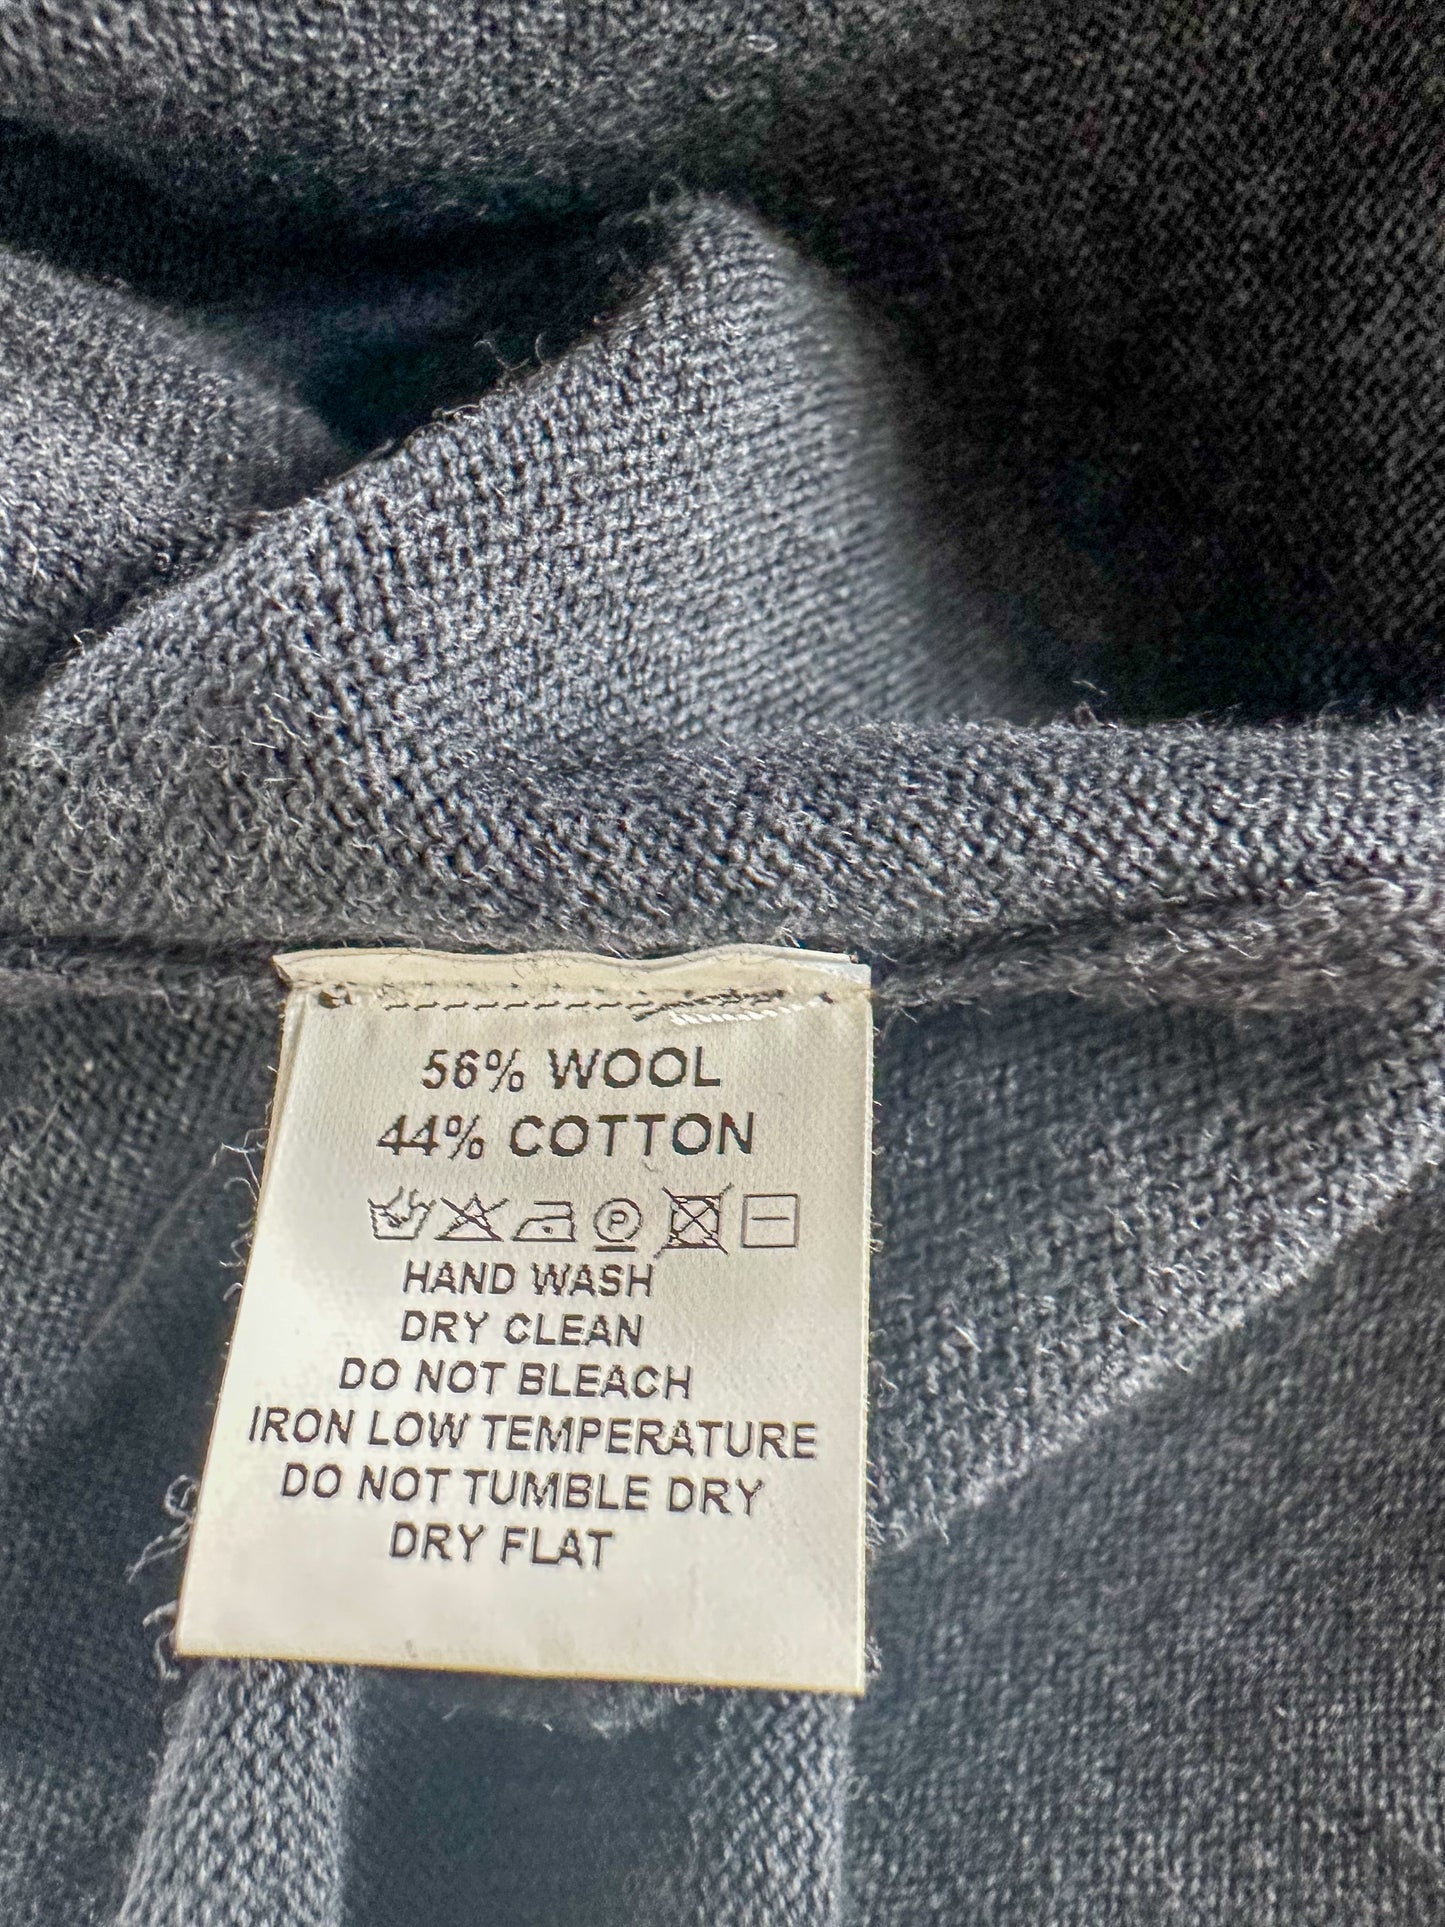 56% WOOL
44% COTTON
P
HAND WASH
DRY CLEAN
DO NOT BLEACH
IRON LOW TEMPERATURE
DO NOT TUMBLE DRY
DRY FLAT